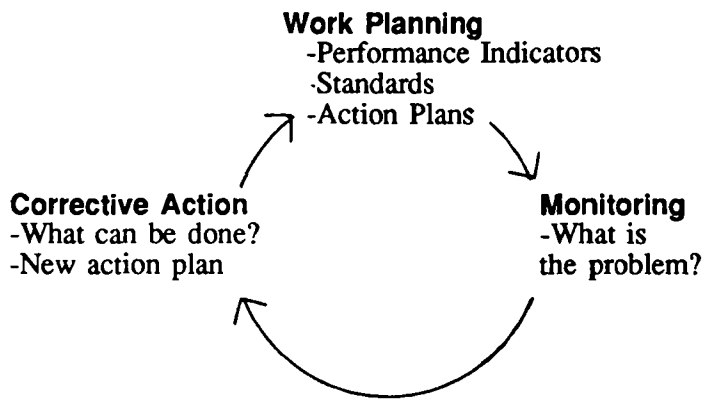 Work Planning
-Performance Indicators
-Standards
-Action Plans
Corrective Action
-What can be done?
-New action plan
Monitoring
-What is
the problem?